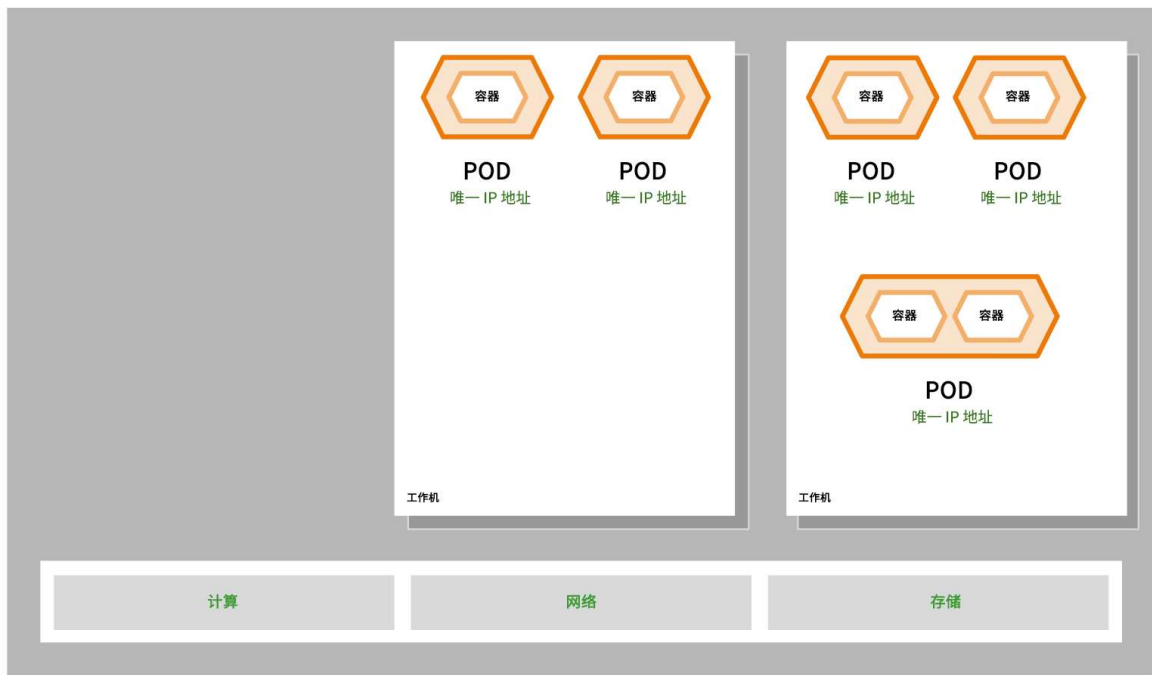 容器
容器
POD
唯一 IP 地址
POD
唯一 IP 地址
工作机
容器
容器
POD
唯一 IP 地址
POD
唯一 IP 地址
容器
容器
POD
唯一 IP 地址
工作机
计算
网络
存储